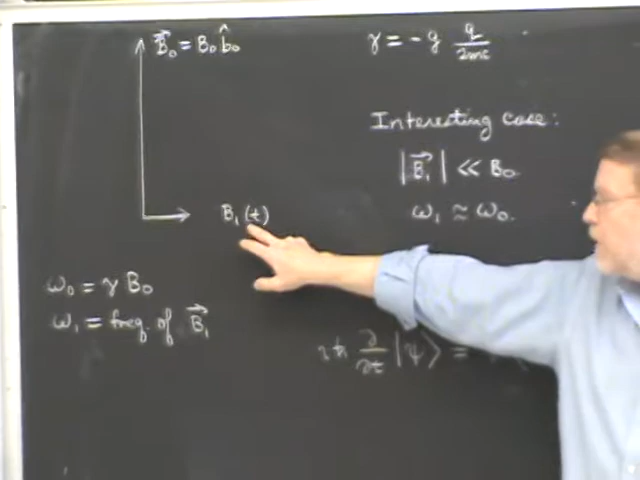 B⃗₀ = B₀ b̂₀
γ = - g q/2mc
Interesting case:
|B⃗₁| << B₀
B₁(t)
ω₁ ≈ ω₀.
ω₀ = γ B₀
ω₁ = freq. of B⃗₁
iħ ∂/∂t |ψ⟩ =